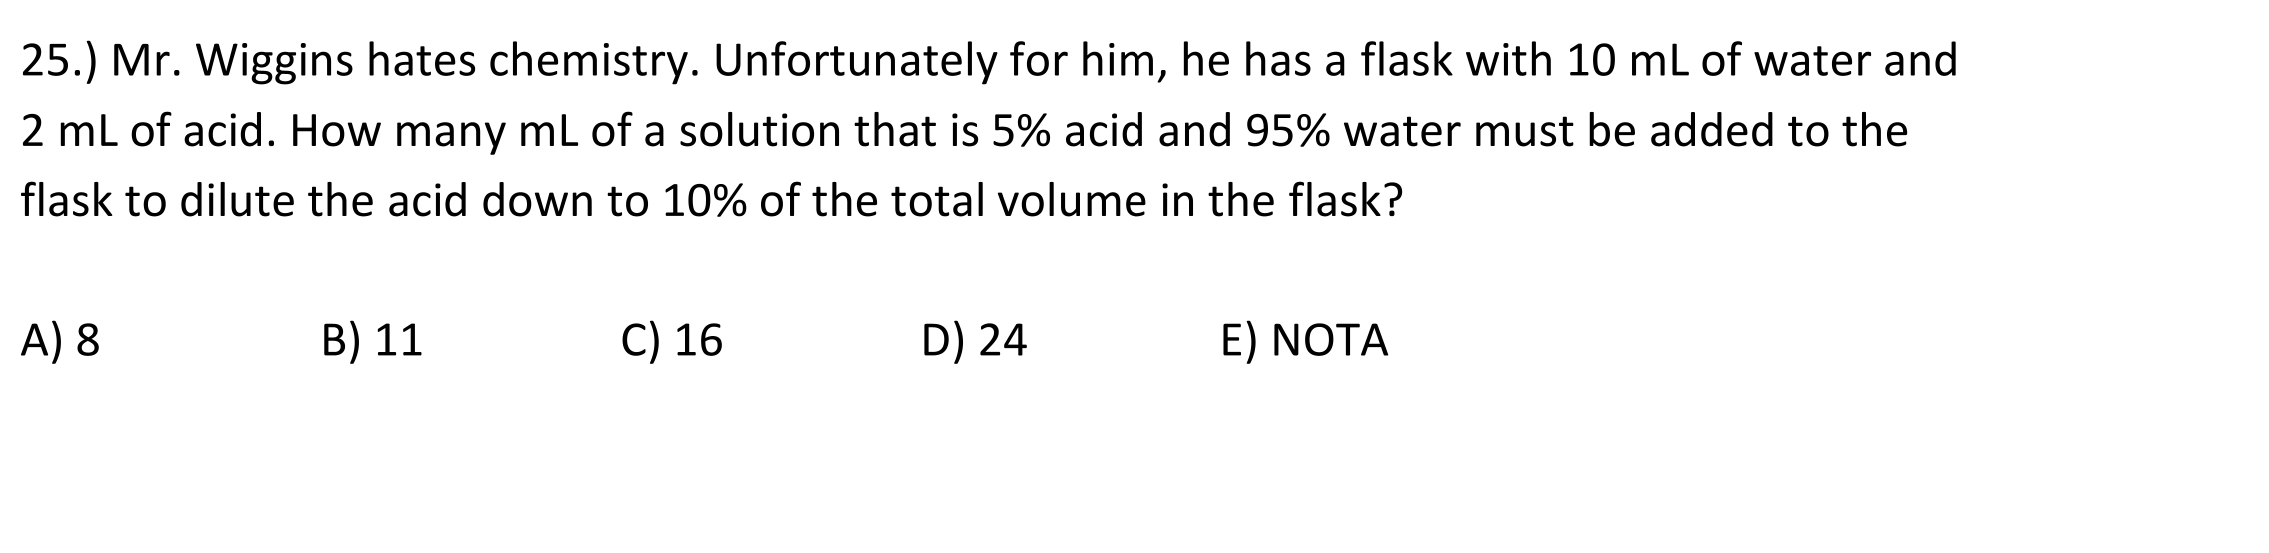 25.) Mr. Wiggins hates chemistry. Unfortunately for him, he has a flask with 10 mL of water and
2 mL of acid. How many mL of a solution that is 5% acid and 95% water must be added to the
flask to dilute the acid down to 10% of the total volume in the flask?
A) 8 B) 11 C) 16 D) 24 E) NOTA